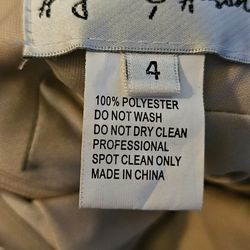 4
100% POLYESTER
DO NOT WASH
DO NOT DRY CLEAN
PROFESSIONAL
SPOT CLEAN ONLY
MADE IN CHINA